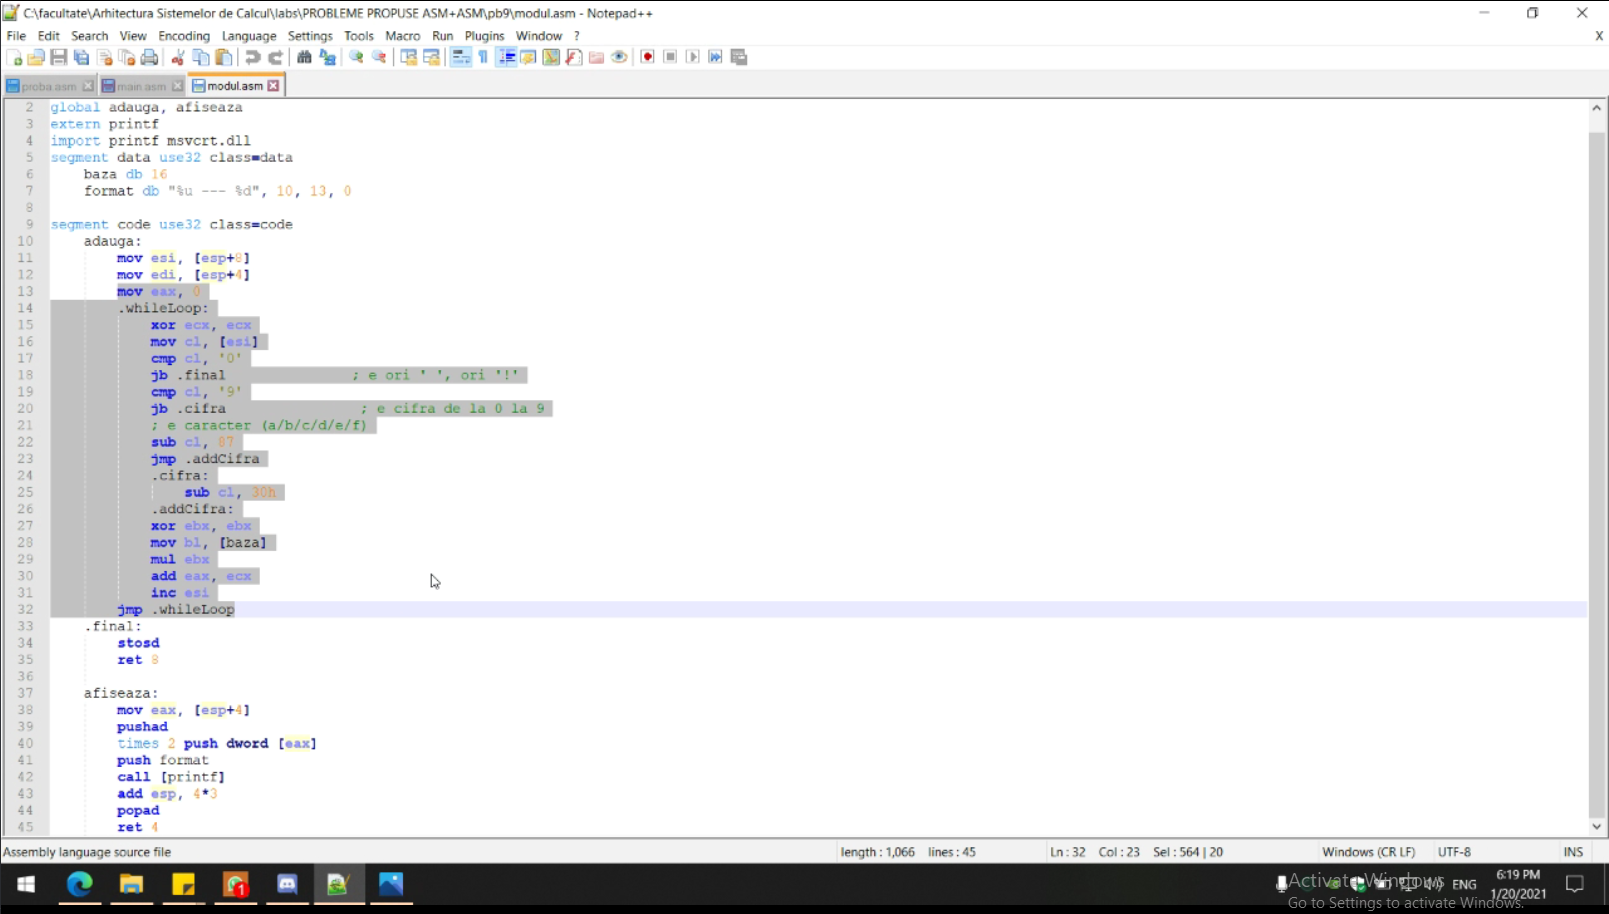 C:\facultate\Arhitectura Sistemelor de Calcul\labs\PROBLEME PROPUSE ASM+ASM\pb9\modul.asm - Notepad++
File Edit Search View Encoding Language Settings Tools Macro Run Plugins Window ? X
proba.asm main.asm modul.asm
2 global adauga, afiseaza
3 extern printf
4 import printf msvcrt.dll
5 segment data use32 class=data
6 baza db 16
7 format db "%u --- %d", 10, 13, 0
8
9 segment code use32 class=code
10 adauga:
11 mov esi, [esp+8]
12 mov edi, [esp+4]
13 mov eax, 0
14 .whileLoop:
15 xor ecx, ecx
16 mov cl, [esi]
17 cmp cl, '0'
18 jb .final ; e ori ' ', ori '!'
19 cmp cl, '9'
20 jb .cifra ; e cifra de la 0 la 9
21 ; e caracter (a/b/c/d/e/f)
22 sub cl, 87
23 jmp .addCifra
24 .cifra:
25 sub cl, 30h
26 .addCifra:
27 xor ebx, ebx
28 mov bl, [baza]
29 mul ebx
30 add eax, ecx
31 inc esi
32 jmp .whileLoop
33 .final:
34 stosd
35 ret 8
36
37 afiseaza:
38 mov eax, [esp+4]
39 pushad
40 times 2 push dword [eax]
41 push format
42 call [printf]
43 add esp, 4*3
44 popad
45 ret 4
Assembly language source file length : 1,066 lines : 45 Ln : 32 Col : 23 Sel : 564 | 20 Windows (CR LF) UTF-8 INS
1
Activate Windows
ENG 6:19 PM
1/20/2021
Go to Settings to activate Windows.